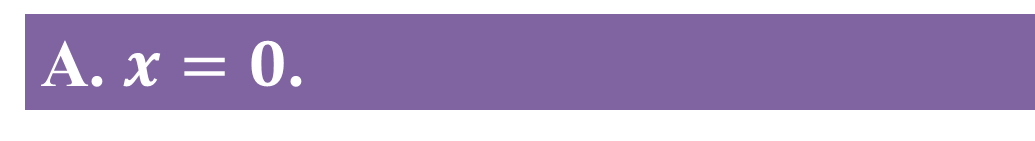 A. x = 0.